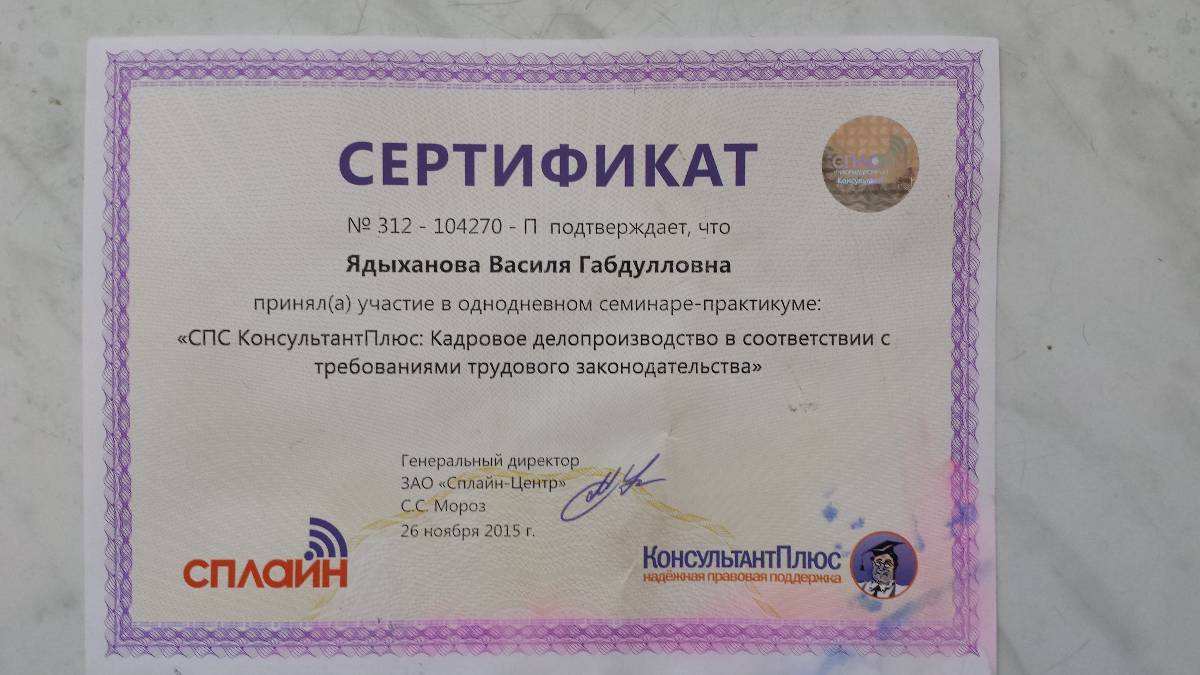 СЕРТИФИКАТ
№ 312 - 104270 - П подтверждает, что
Ядыханова Василя Габдулловна
принял(а) участие в однодневном семинаре-практикуме:
«СПС КонсультантПлюс: Кадровое делопроизводство в соответствии с
требованиями трудового законодательства»
Генеральный директор
ЗАО «Сплайн-Центр»
С.С. Мороз
26 ноября 2015 г.
СПЛАЙН
КонсультантПлюс
надёжная правовая поддержка